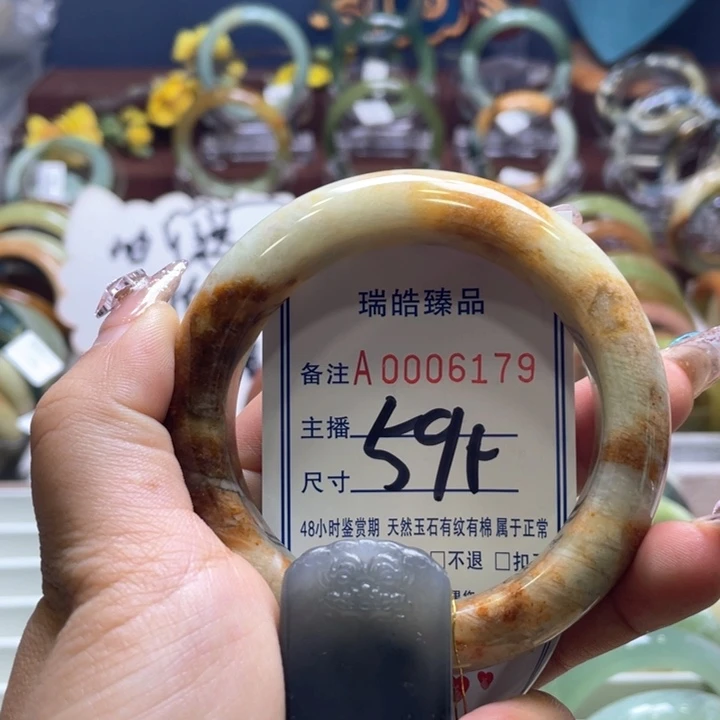 瑞皓臻品
备注A0006179
主播
尺寸 59+
48小时鉴赏期 天然玉石有纹有棉 属于正常
□不退 □扣